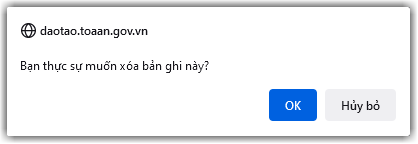 daotao.toaan.gov.vn
Bạn thực sự muốn xóa bản ghi này?
OK
Hủy bỏ